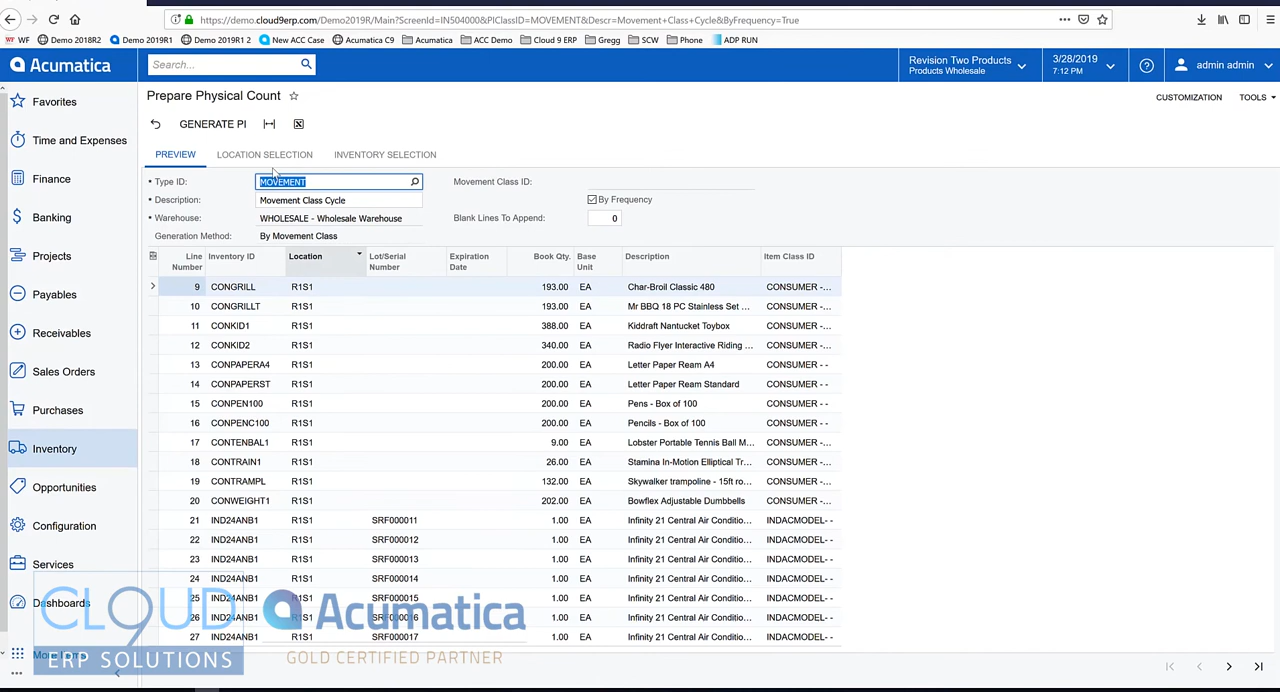 https://demo.cloud9erp.com/Demo2019R/Main?ScreenId=IN504000&PIClassID=MOVEMENT&Descr=Movement+Class+Cycle&ByFrequency=True
WF Demo 2018R2 Demo 2019R1 Demo 2019R1 2 New ACC Case Acumatica C9 Acumatica ACC Demo Cloud 9 ERP Gregg SCW Phone ADP RUN
Acumatica Search... Revision Two Products Products Wholesale 3/28/2019 7:12 PM admin admin
Favorites
Time and Expenses
Finance
Banking
Projects
Payables
Receivables
Sales Orders
Purchases
Inventory
Opportunities
Configuration
Services
Dashboards
Prepare Physical Count
CUSTOMIZATION TOOLS
GENERATE PI
PREVIEW LOCATION SELECTION INVENTORY SELECTION
Type ID: MOVEMENT Movement Class ID:
Description: Movement Class Cycle By Frequency
Warehouse: WHOLESALE - Wholesale Warehouse Blank Lines To Append: 0
Generation Method: By Movement Class
Line Number Inventory ID Location Lot/Serial Number Expiration Date Book Qty. Base Unit Description Item Class ID
9 CONGRILL R1S1 193.00 EA Char-Broil Classic 480 CONSUMER -...
10 CONGRILLT R1S1 193.00 EA Mr BBQ 18 PC Stainless Set ... CONSUMER -...
11 CONKID1 R1S1 388.00 EA Kiddraft Nantucket Toybox CONSUMER -...
12 CONKID2 R1S1 340.00 EA Radio Flyer Interactive Riding ... CONSUMER -...
13 CONPAPERA4 R1S1 200.00 EA Letter Paper Ream A4 CONSUMER - -
14 CONPAPERST R1S1 200.00 EA Letter Paper Ream Standard CONSUMER - -
15 CONPEN100 R1S1 200.00 EA Pens - Box of 100 CONSUMER - -
16 CONPENC100 R1S1 200.00 EA Pencils - Box of 100 CONSUMER - -
17 CONTENBAL1 R1S1 9.00 EA Lobster Portable Tennis Ball M... CONSUMER -...
18 CONTRAIN1 R1S1 26.00 EA Stamina In-Motion Elliptical Tr... CONSUMER -...
19 CONTRAMPL R1S1 132.00 EA Skywalker trampoline - 15ft ro... CONSUMER -...
20 CONWEIGHT1 R1S1 202.00 EA Bowflex Adjustable Dumbbells CONSUMER -...
21 IND24ANB1 R1S1 SRF000011 1.00 EA Infinity 21 Central Air Conditio... INDACMODEL- -
22 IND24ANB1 R1S1 SRF000012 1.00 EA Infinity 21 Central Air Conditio... INDACMODEL- -
23 IND24ANB1 R1S1 SRF000013 1.00 EA Infinity 21 Central Air Conditio... INDACMODEL- -
24 IND24ANB1 R1S1 SRF000014 1.00 EA Infinity 21 Central Air Conditio... INDACMODEL- -
25 IND24ANB1 R1S1 SRF000015 1.00 EA Infinity 21 Central Air Conditio... INDACMODEL- -
26 IND24ANB1 R1S1 SRF000016 1.00 EA Infinity 21 Central Air Conditio... INDACMODEL- -
27 IND24ANB1 R1S1 SRF000017 1.00 EA Infinity 21 Central Air Conditio... INDACMODEL- -
CLOUD9
ERP SOLUTIONS
Acumatica
GOLD CERTIFIED PARTNER